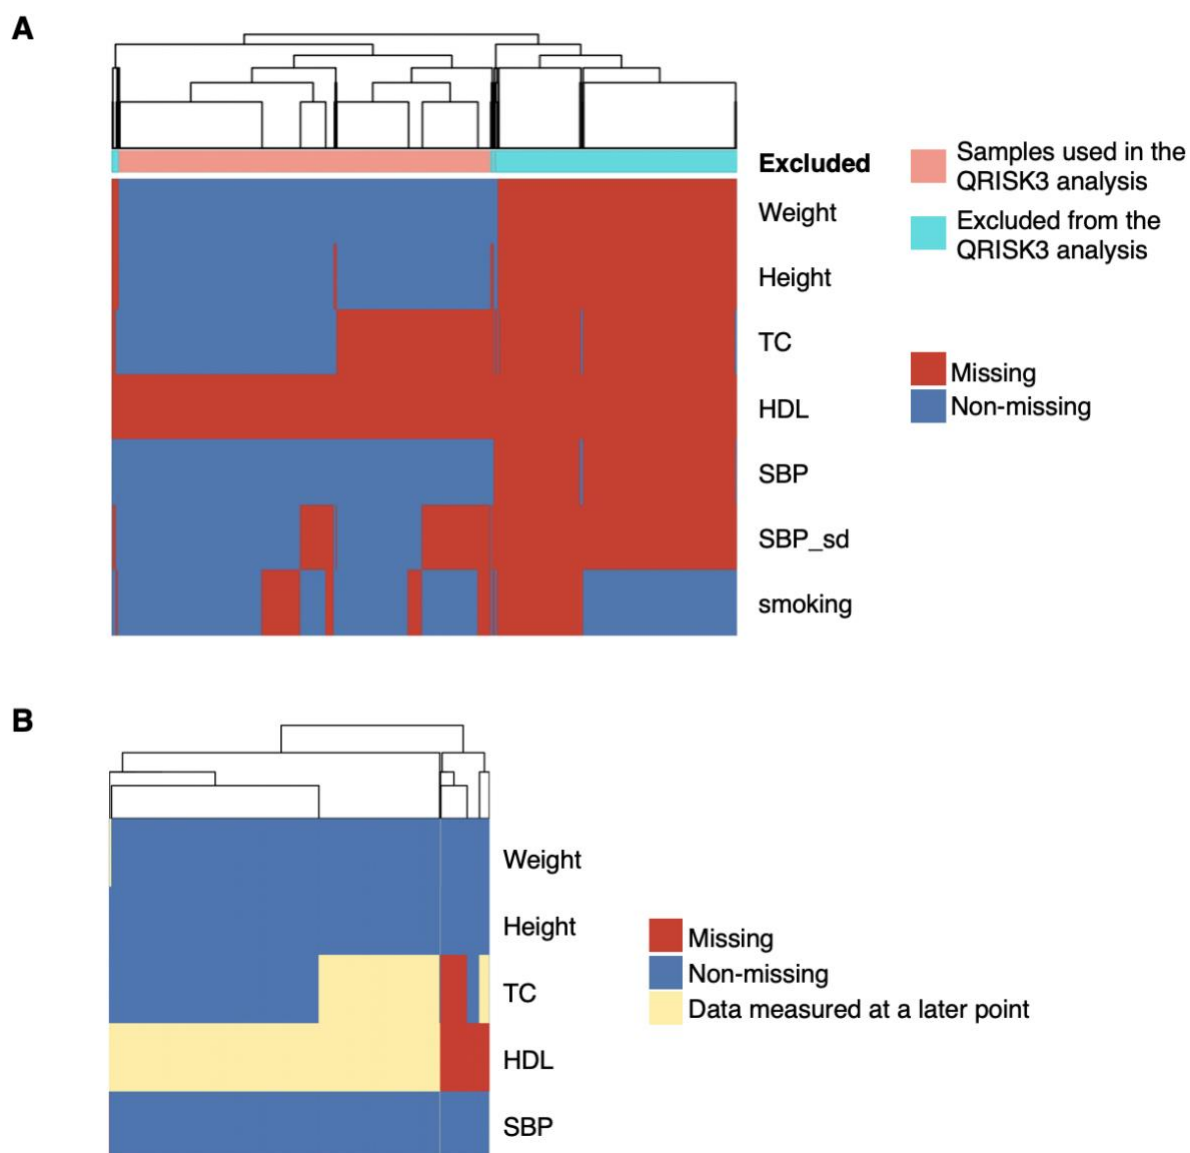 A
Excluded
Weight
Height
TC
HDL
SBP
SBP_sd
smoking
Samples used in the
QRISK3 analysis
Excluded from the
QRISK3 analysis
Missing
Non-missing
B
Weight
Height
TC
HDL
SBP
Missing
Non-missing
Data measured at a later point